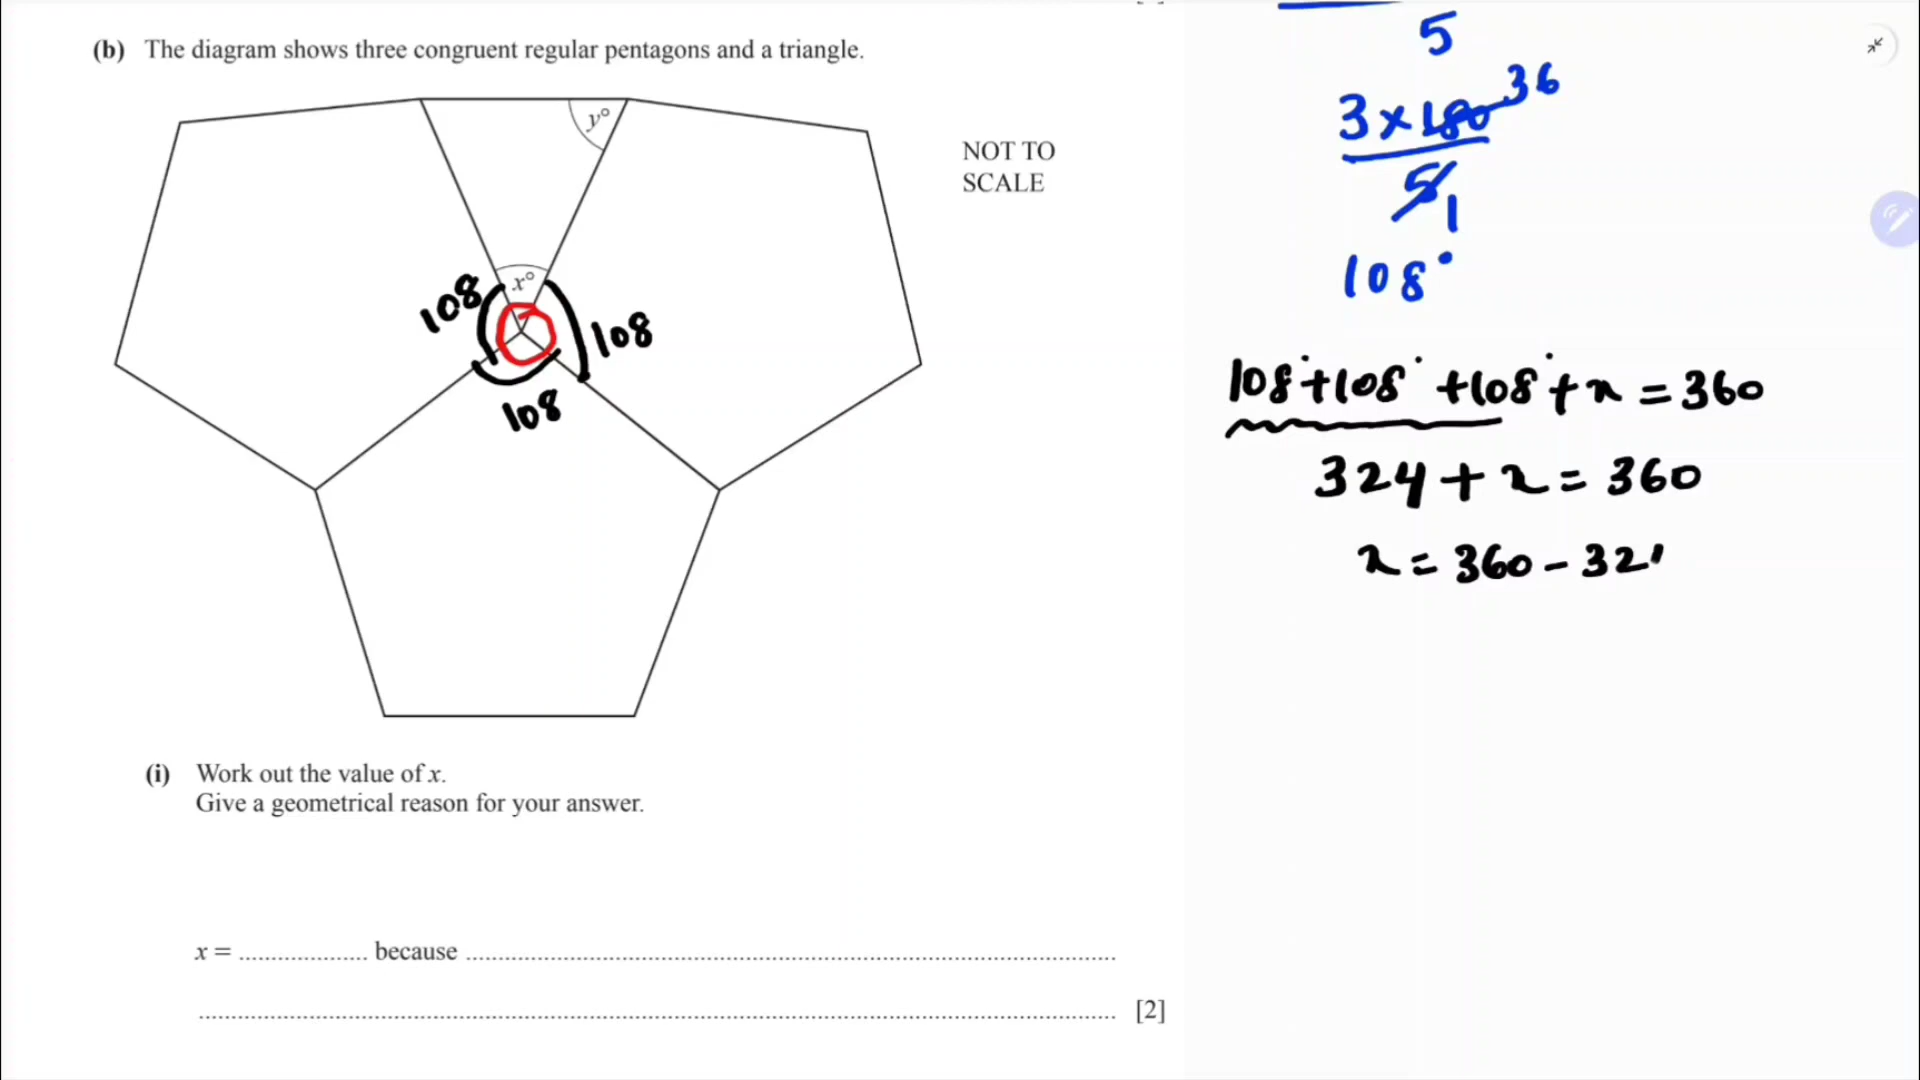 (b) The diagram shows three congruent regular pentagons and a triangle.
y°
NOT TO
SCALE
x°
108
108
108
(i) Work out the value of x.
Give a geometrical reason for your answer.
x = .................... because ....................
.................... [2]
5
3 × 180 36
5 1
108°
108° + 108° + 108° + x = 360
324 + x = 360
x = 360 - 32